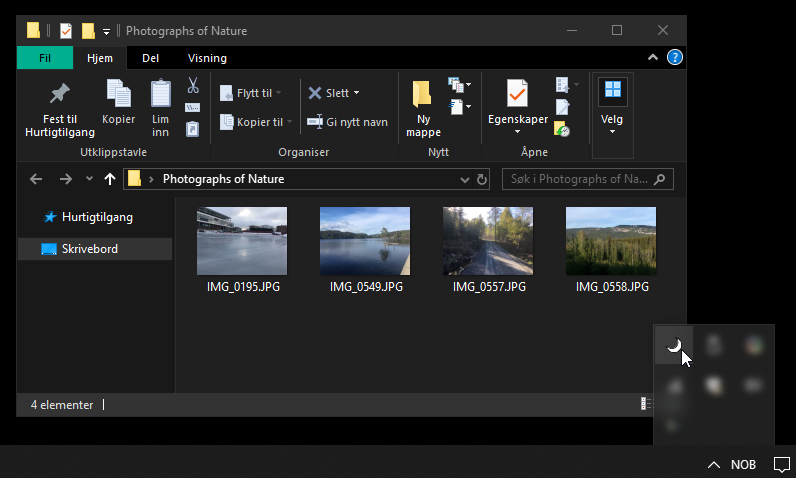 Photographs of Nature
Fil
Hjem
Del
Visning
?
Fest til
Hurtigtilgang
Kopier
Lim
inn
Utklippstavle
Flytt til
Kopier til
Slett
Gi nytt navn
Organiser
Ny
mappe
Nytt
Egenskaper
Åpne
Velg
Photographs of Nature
Søk i Photographs of Na...
Hurtigtilgang
Skrivebord
IMG_0195.JPG
IMG_0549.JPG
IMG_0557.JPG
IMG_0558.JPG
4 elementer
NOB